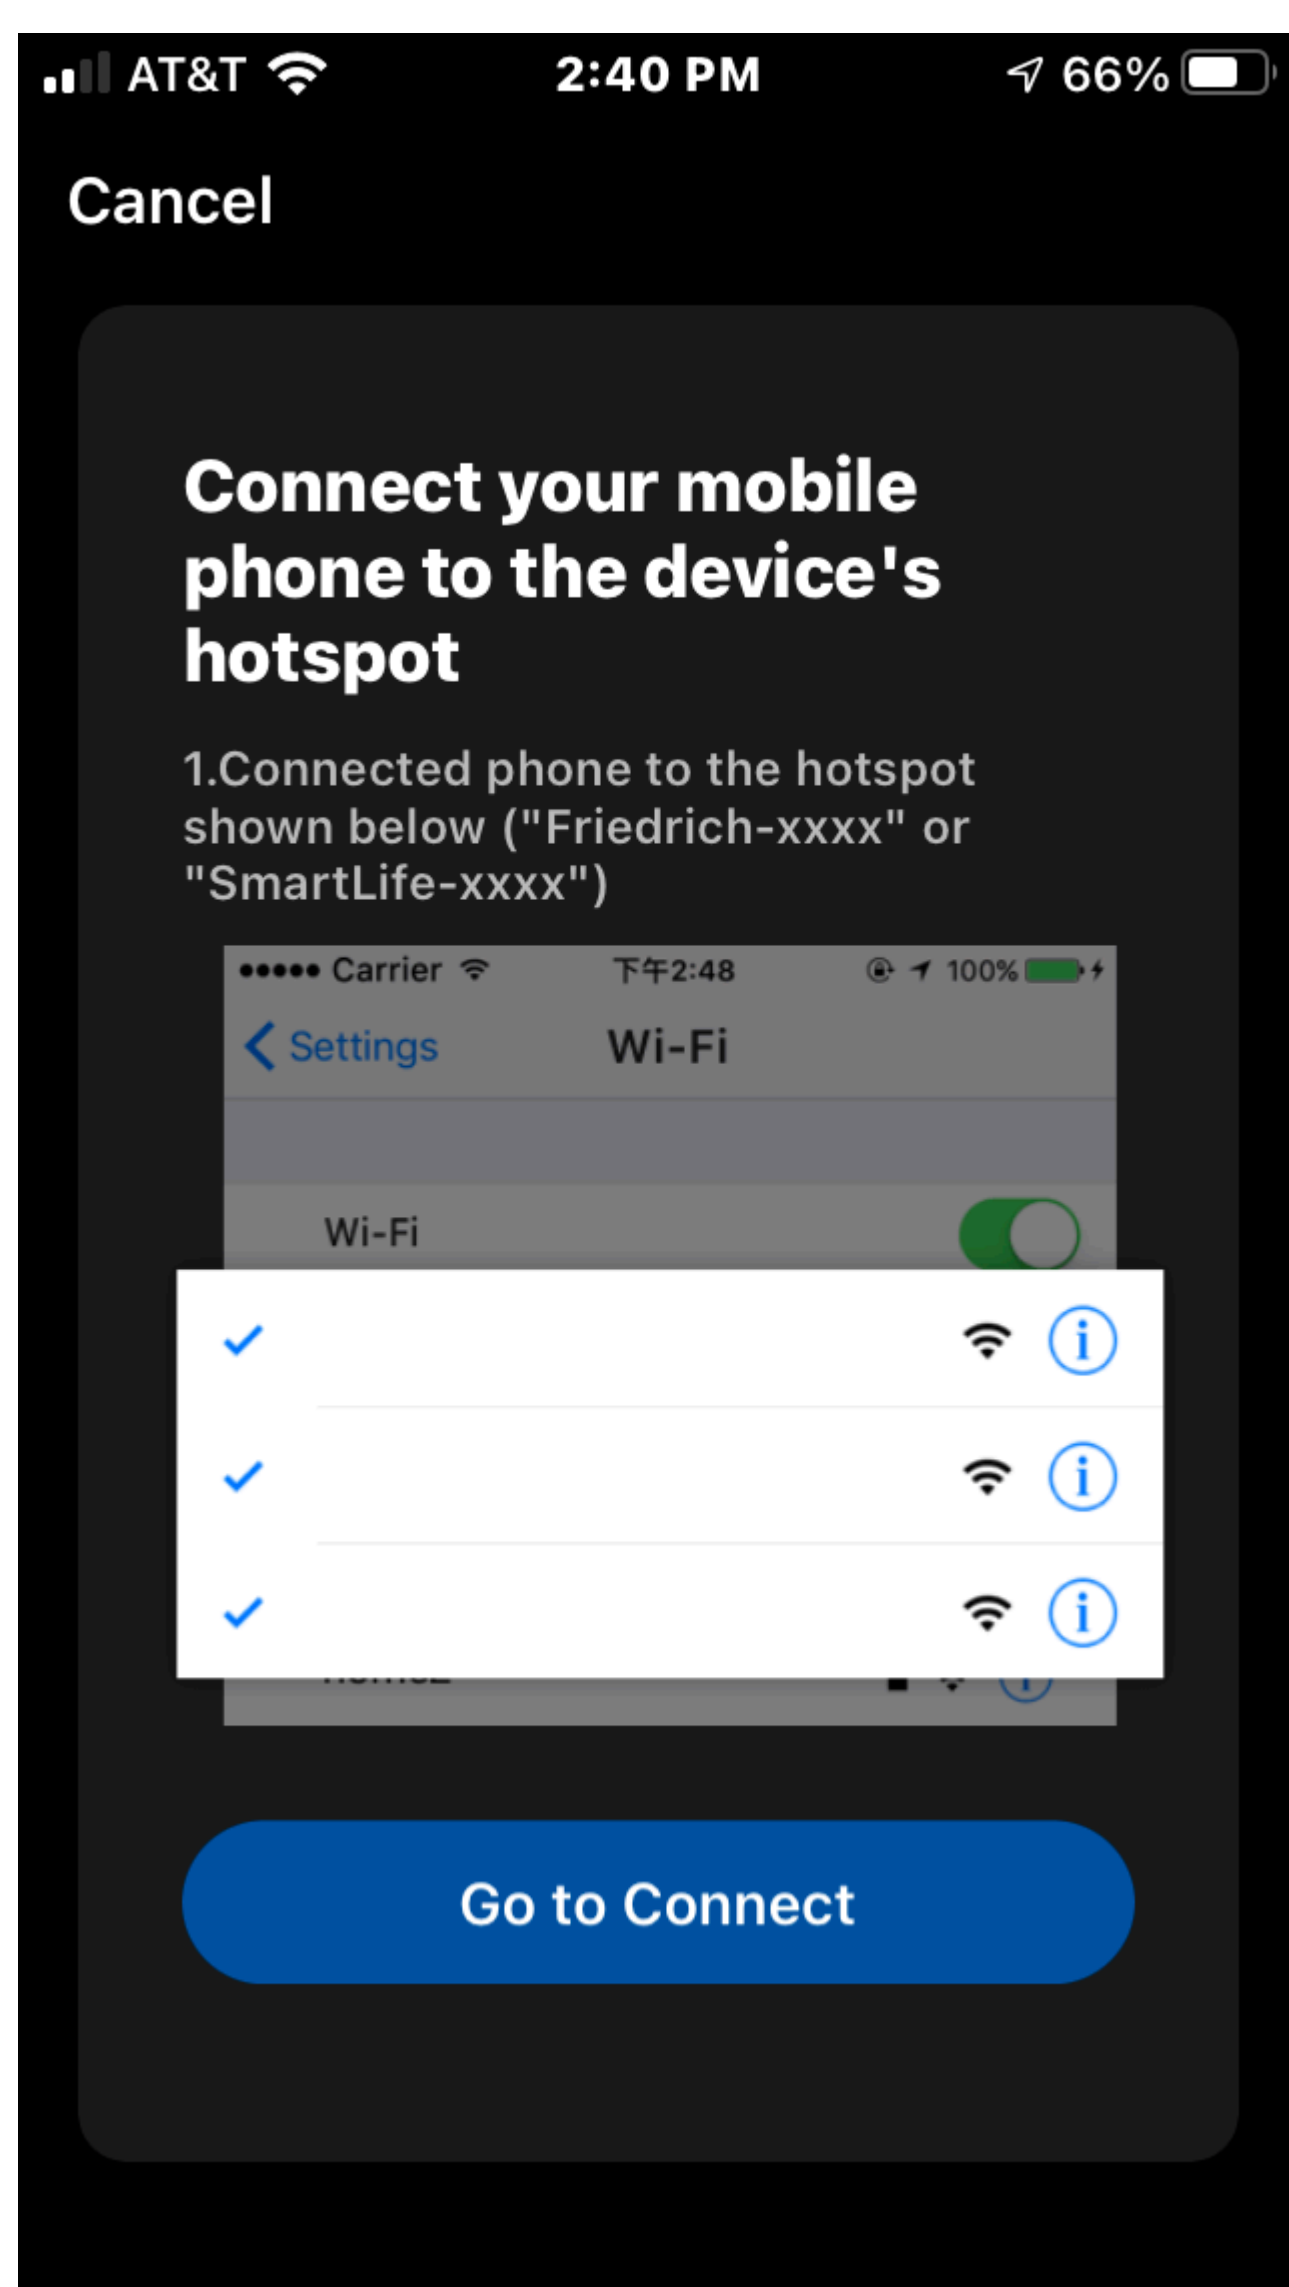 AT&T 2:40 PM 66%
Cancel
Connect your mobile
phone to the device's
hotspot
1.Connected phone to the hotspot
shown below ("Friedrich-xxxx" or
"SmartLife-xxxx")
Carrier 下午2:48 100%
Settings Wi-Fi
Wi-Fi
Go to Connect